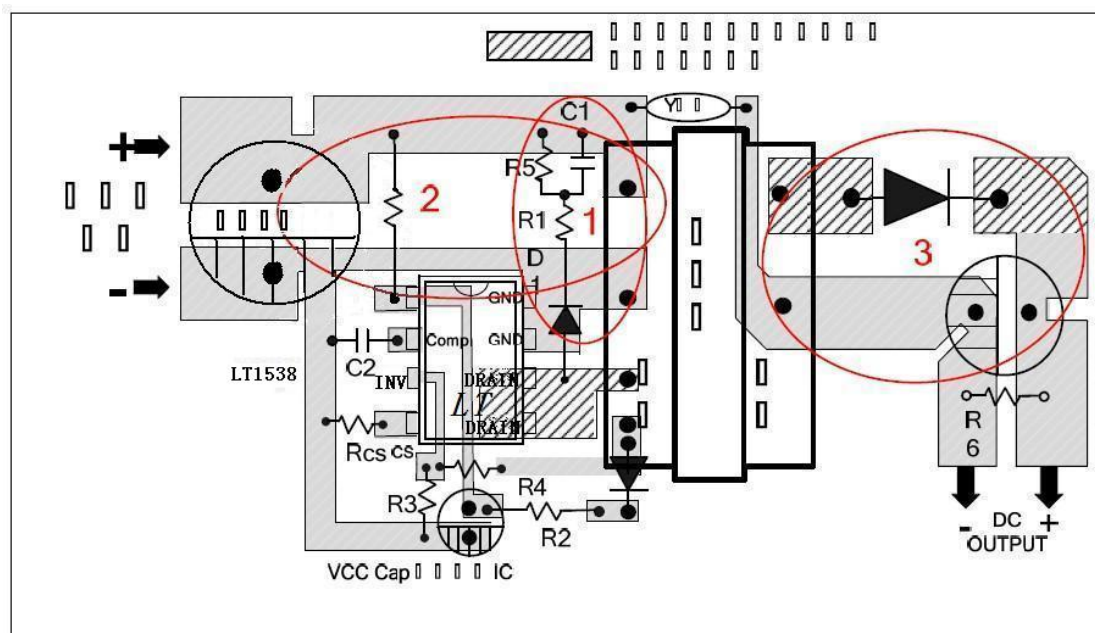 Y
C1
R5
+
2
R1
1
D
1
3
-
GND
Comp
GND
C2
LT1538
INV
DRAIN
LT
DRAIN
Rcs
CS
R
6
R3
R4
R2
- DC +
OUTPUT
VCC Cap
IC